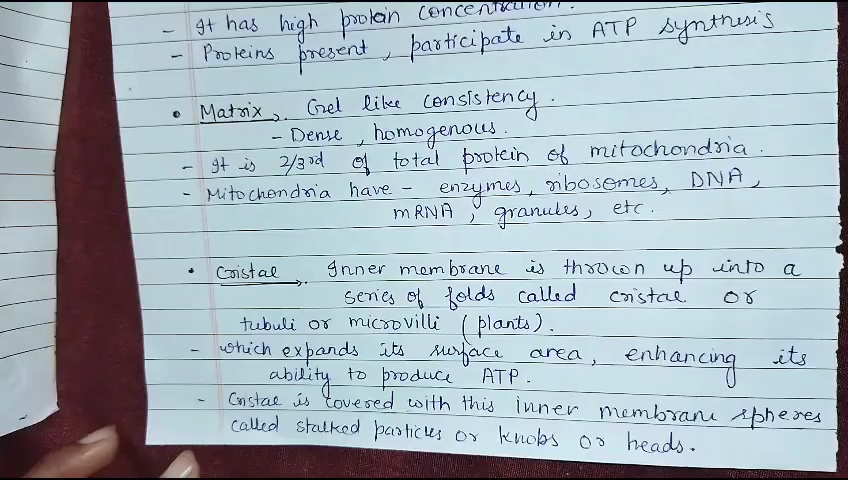 - It has high protein concentration.
- Proteins present, participate in ATP synthesis
• Matrix → Gel like consistency.
- Dense, homogenous.
- It is 2/3rd of total protein of mitochondria.
- Mitochondria have - enzymes, ribosomes, DNA,
mRNA, granules, etc.
• Cristae → Inner membrane is thrown up into a
series of folds called cristae or
tubuli or microvilli (plants).
- which expands its surface area, enhancing its
ability to produce ATP.
- Cristae is covered with this inner membrane spheres
called stalked particles or knobs or heads.